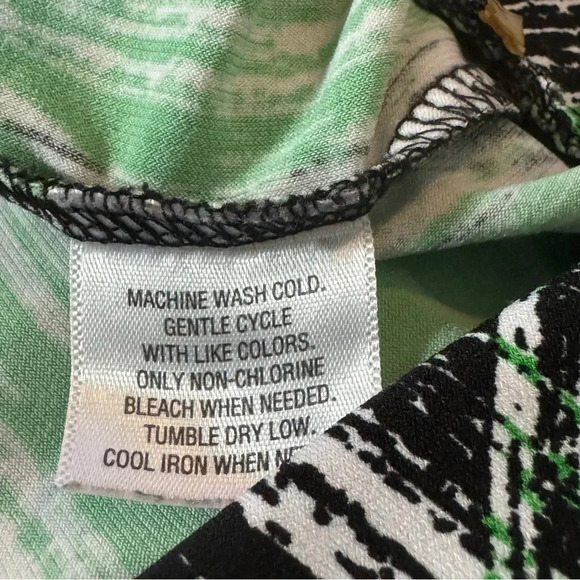 MACHINE WASH COLD.
GENTLE CYCLE
WITH LIKE COLORS.
ONLY NON-CHLORINE
BLEACH WHEN NEEDED.
TUMBLE DRY LOW.
COOL IRON WHEN